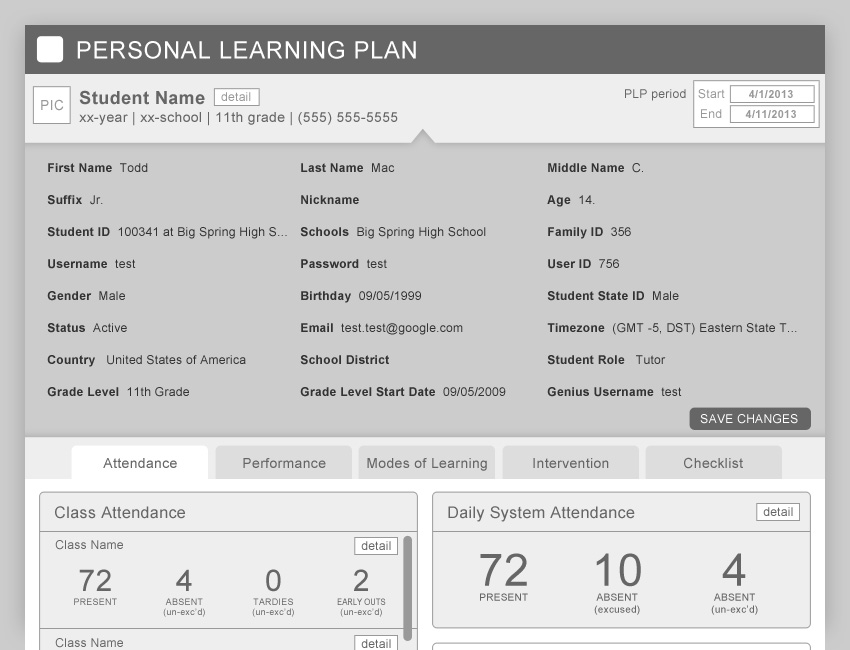 PERSONAL LEARNING PLAN
PIC
Student Name detail
xx-year | xx-school | 11th grade | (555) 555-5555
PLP period
Start 4/1/2013
End 4/11/2013
First Name Todd Last Name Mac Middle Name C.
Suffix Jr. Nickname Age 14.
Student ID 100341 at Big Spring High S... Schools Big Spring High School Family ID 356
Username test Password test User ID 756
Gender Male Birthday 09/05/1999 Student State ID Male
Status Active Email test.test@google.com Timezone (GMT -5, DST) Eastern State T...
Country United States of America School District Student Role Tutor
Grade Level 11th Grade Grade Level Start Date 09/05/2009 Genius Username test
SAVE CHANGES
Attendance Performance Modes of Learning Intervention Checklist
Class Attendance
Class Name detail
72 4 0 2
PRESENT ABSENT TARDIES EARLY OUTS
(un-exc'd) (un-exc'd) (un-exc'd)
Class Name detail
Daily System Attendance detail
72 10 4
PRESENT ABSENT ABSENT
(excused) (un-exc'd)